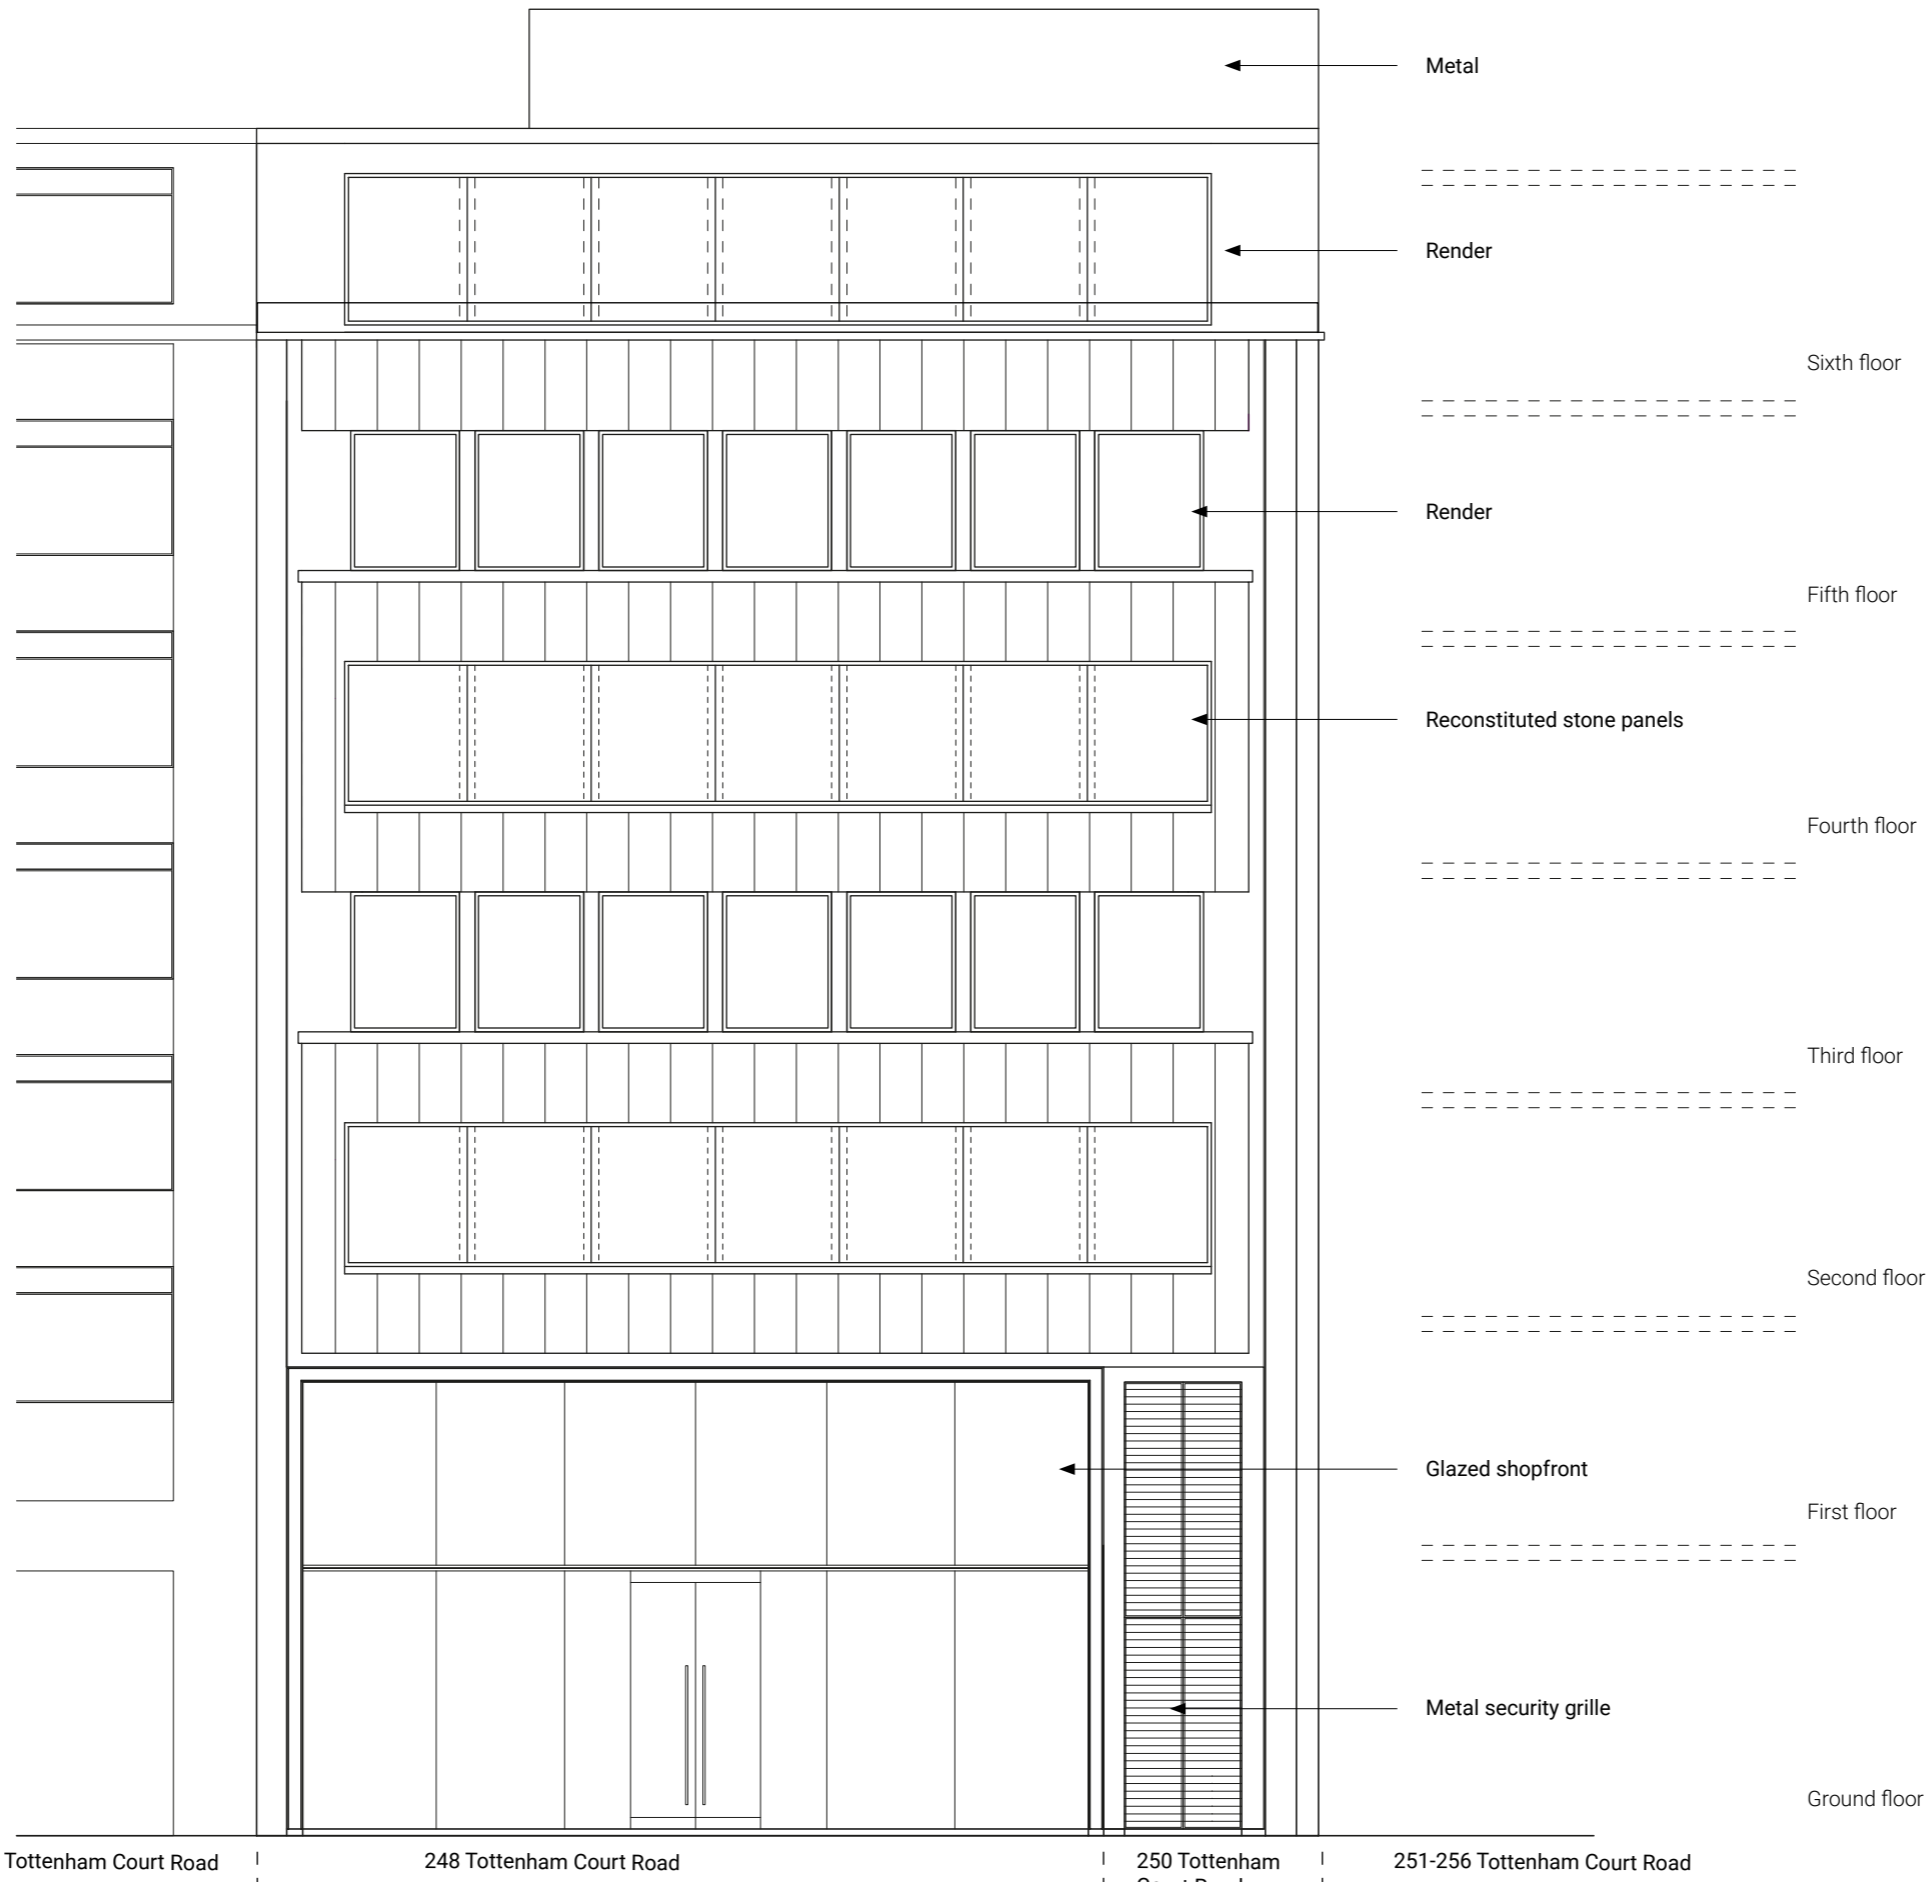 Metal
Render
Sixth floor
Render
Fifth floor
Reconstituted stone panels
Fourth floor
Third floor
Second floor
Glazed shopfront
First floor
Metal security grille
Ground floor
Tottenham Court Road
248 Tottenham Court Road
250 Tottenham
251-256 Tottenham Court Road